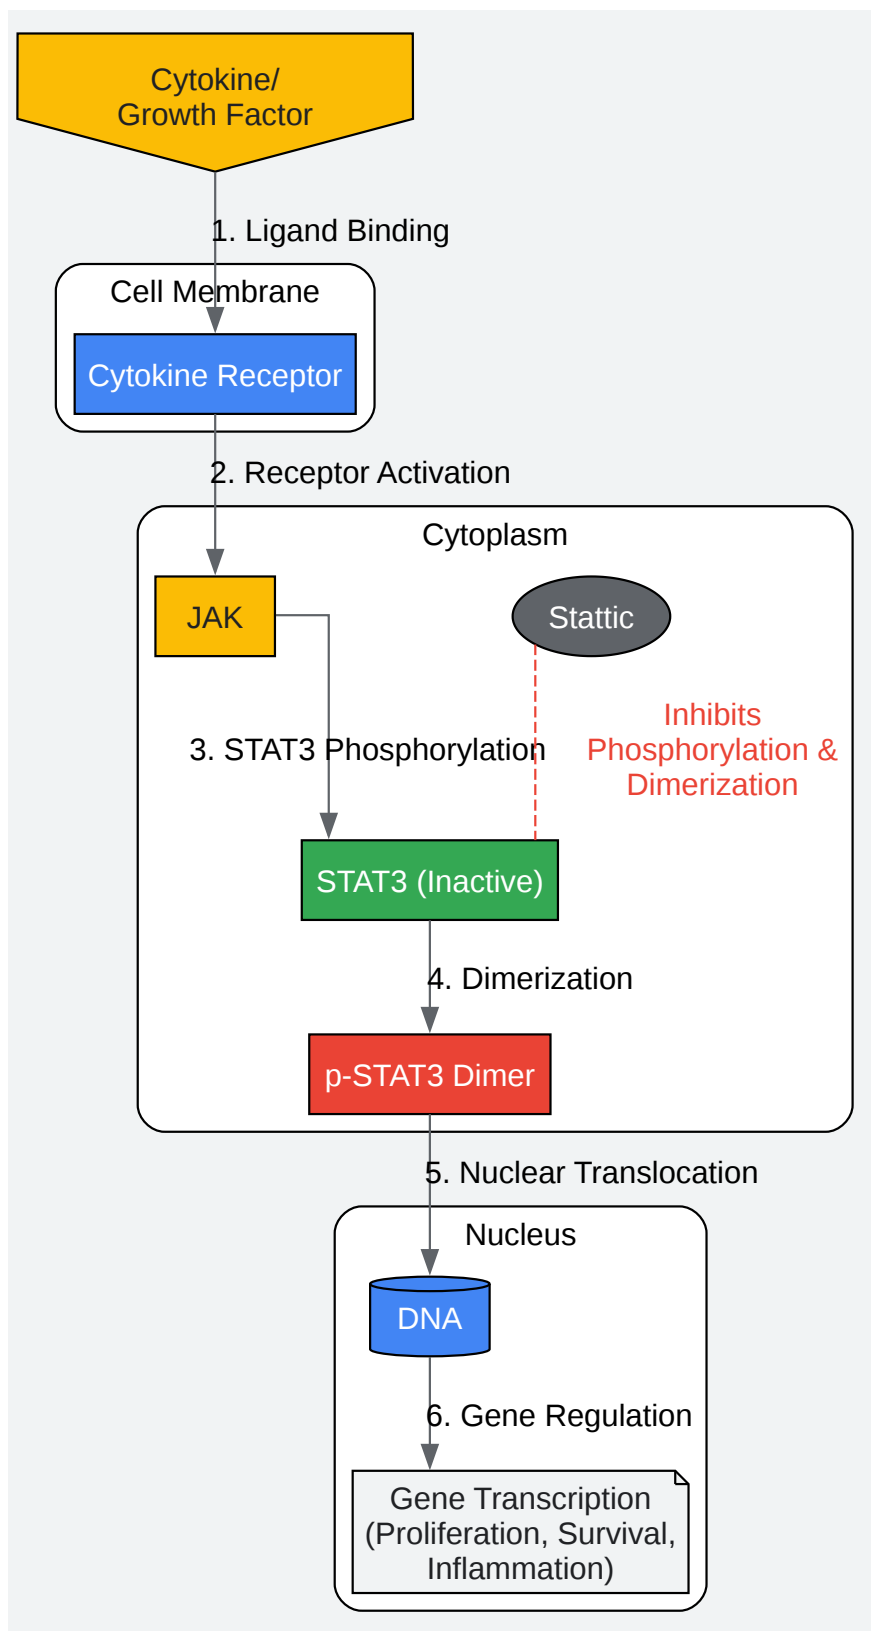 Cytokine/
Growth Factor
1. Ligand Binding
Cell Membrane
Cytokine Receptor
2. Receptor Activation
Cytoplasm
JAK
Stattic
Inhibits
Phosphorylation &
Dimerization
3. STAT3 Phosphorylation
STAT3 (Inactive)
4. Dimerization
p-STAT3 Dimer
5. Nuclear Translocation
Nucleus
DNA
6. Gene Regulation
Gene Transcription
(Proliferation, Survival,
Inflammation)